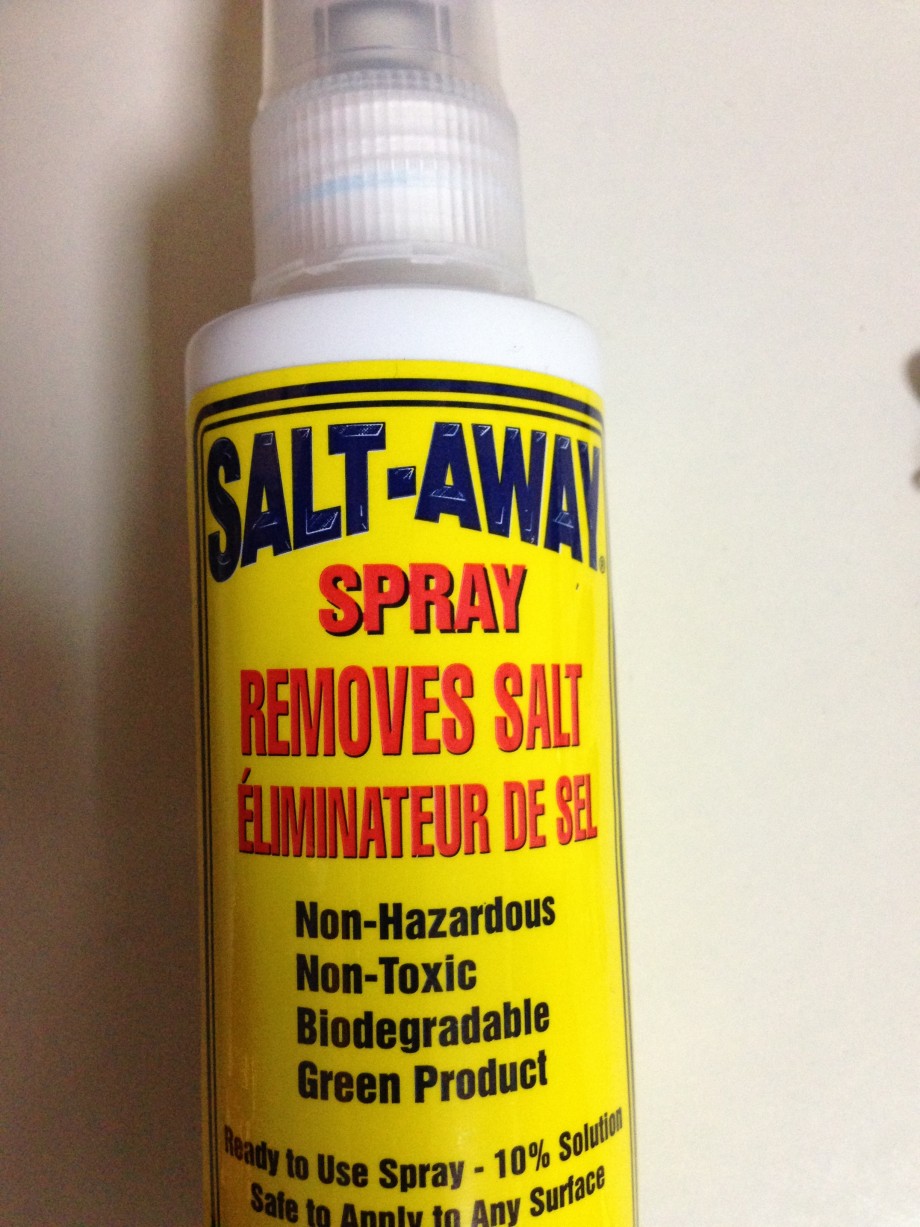 SALT-AWAY®
SPRAY
REMOVES SALT
ÉLIMINATEUR DE SEL
Non-Hazardous
Non-Toxic
Biodegradable
Green Product
Ready to Use Spray - 10% Solution
Safe to Apply to Any Surface